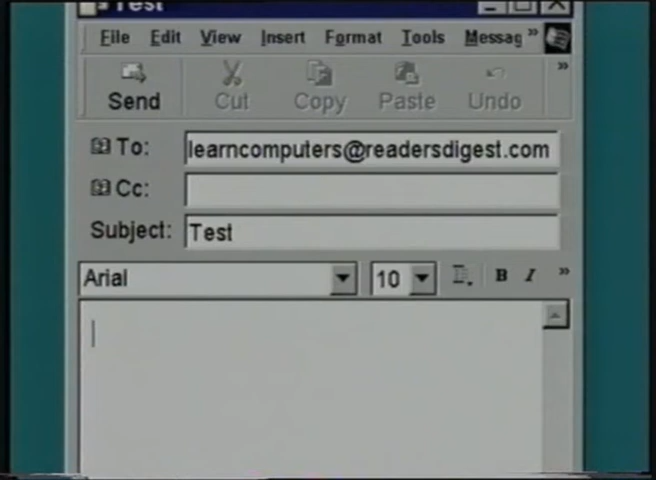 Test
File Edit View Insert Format Tools Messag »
Send Cut Copy Paste Undo »
To: learncomputers@readersdigest.com
Cc:
Subject: Test
Arial 10 B I »